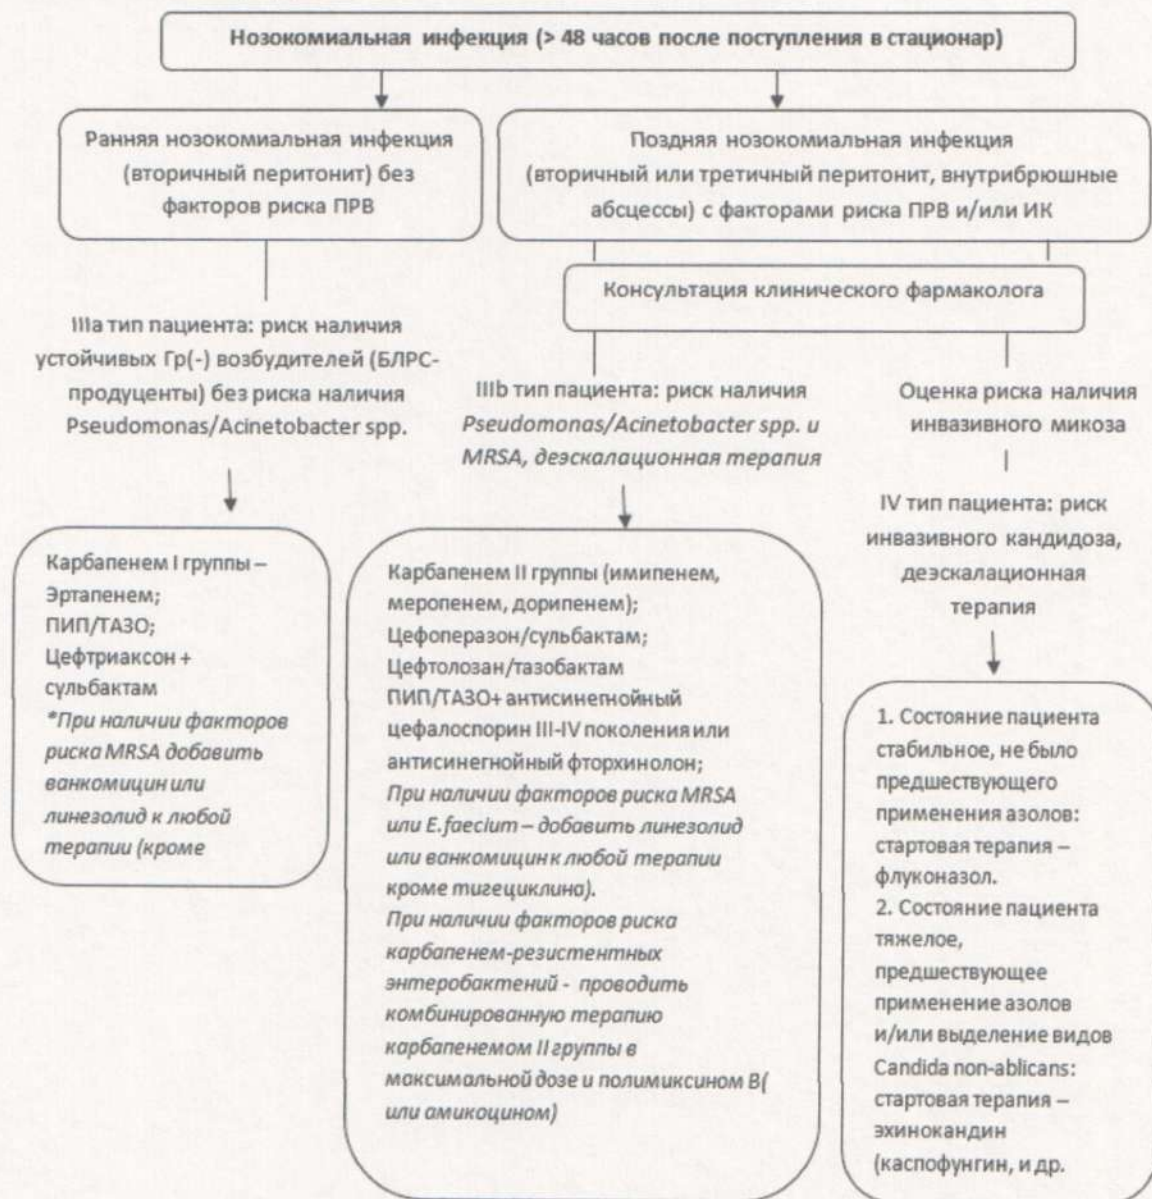 Нозокомиальная инфекция (> 48 часов после поступления в стационар)
Ранняя нозокомиальная инфекция
(вторичный перитонит) без
факторов риска ПРВ
Поздняя нозокомиальная инфекция
(вторичный или третичный перитонит, внутрибрюшные
абсцессы) с факторами риска ПРВ и/или ИК
Консультация клинического фармаколога
IIIa тип пациента: риск наличия
устойчивых Гр(-) возбудителей (БЛРС-
продуценты) без риска наличия
Pseudomonas/Acinetobacter spp.
IIIb тип пациента: риск наличия
Pseudomonas/Acinetobacter spp. и
MRSA, деэскалационная терапия
Оценка риска наличия
инвазивного микоза
IV тип пациента: риск
инвазивного кандидоза,
деэскалационная
терапия
Карбапенем I группы –
Эртапенем;
ПИП/ТАЗО;
Цефтриаксон +
сульбактам
*При наличии факторов
риска MRSA добавить
ванкомицин или
линезолид к любой
терапии (кроме
Карбапенем II группы (имипенем,
меропенем, дорипенем);
Цефоперазон/сульбактам;
Цефтолозан/тазобактам
ПИП/ТАЗО+ антисинегнойный
цефалоспорин III-IV поколения или
антисинегнойный фторхинолон;
При наличии факторов риска MRSA
или E.faecium – добавить линезолид
или ванкомицин к любой терапии
кроме тигециклина).
При наличии факторов риска
карбапенем-резистентных
энтеробактений - проводить
комбинированную терапию
карбапенемом II группы в
максимальной дозе и полимиксином В(
или амикоцином)
1. Состояние пациента
стабильное, не было
предшествующего
применения азолов:
стартовая терапия –
флуконазол.
2. Состояние пациента
тяжелое,
предшествующее
применение азолов
и/или выделение видов
Candida non-ablicans:
стартовая терапия –
эхинокандин
(каспофунгин, и др.